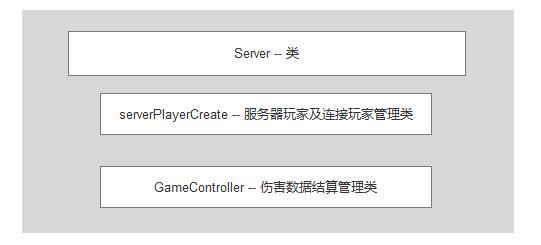 Server -- 类
serverPlayerCreate -- 服务器玩家及连接玩家管理类
GameController -- 伤害数据结算管理类